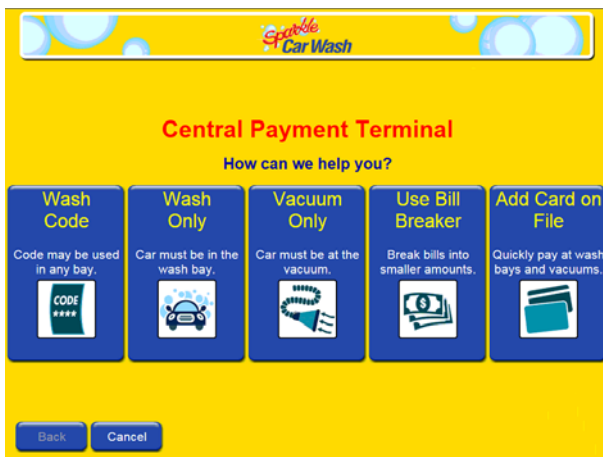 Sparkle
Car Wash
Central Payment Terminal
How can we help you?
Wash
Code
Code may be used
in any bay.
CODE
****
Wash
Only
Car must be in the
wash bay.
Vacuum
Only
Car must be at the
vacuum.
Use Bill
Breaker
Break bills into
smaller amounts.
Add Card on
File
Quickly pay at wash
bays and vacuums.
Back
Cancel